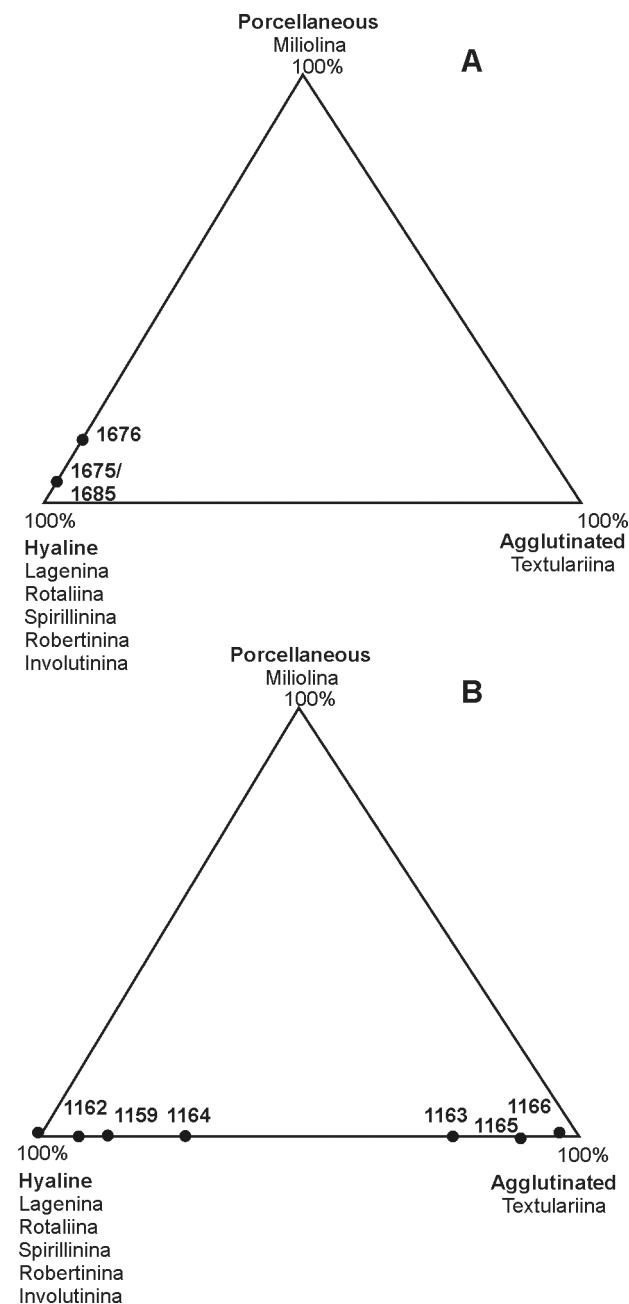 Porcellaneous
Miliolina
100%
A
1676
1675/
1685
100%
Hyaline
Lagenina
Rotaliina
Spirillinina
Robertinina
Involutinina
100%
Agglutinated
Textulariina
Porcellaneous
Miliolina
100%
B
1162
1159
1164
1163
1165
1166
100%
Hyaline
Lagenina
Rotaliina
Spirillinina
Robertinina
Involutinina
100%
Agglutinated
Textulariina